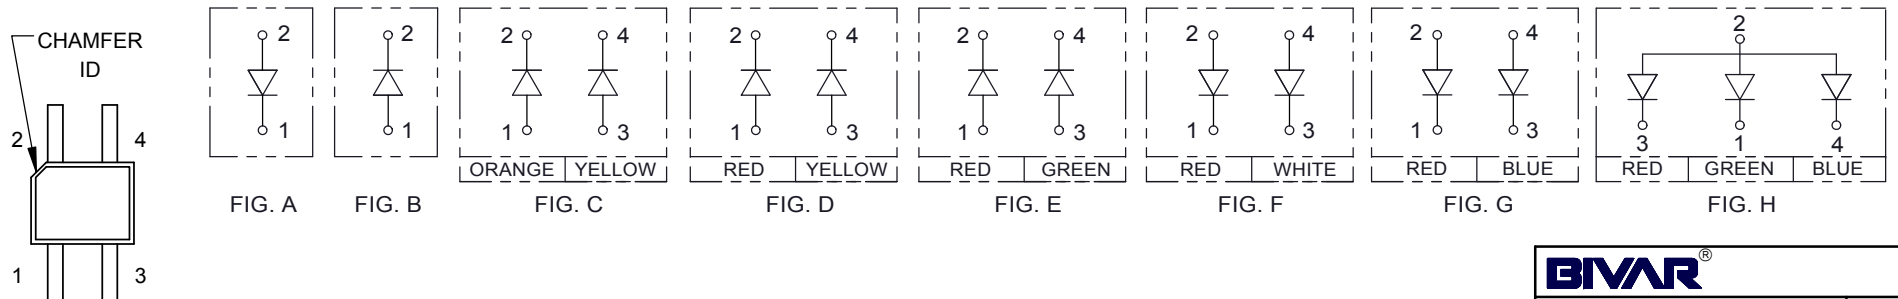 CHAMFER
ID
2 4
1 3
2
1
FIG. A
2
1
FIG. B
2 4
1 3
ORANGE YELLOW
FIG. C
2 4
1 3
RED YELLOW
FIG. D
2 4
1 3
RED GREEN
FIG. E
2 4
1 3
RED WHITE
FIG. F
2 4
1 3
RED BLUE
FIG. G
2
3 1 4
RED GREEN BLUE
FIG. H
BIVAR®